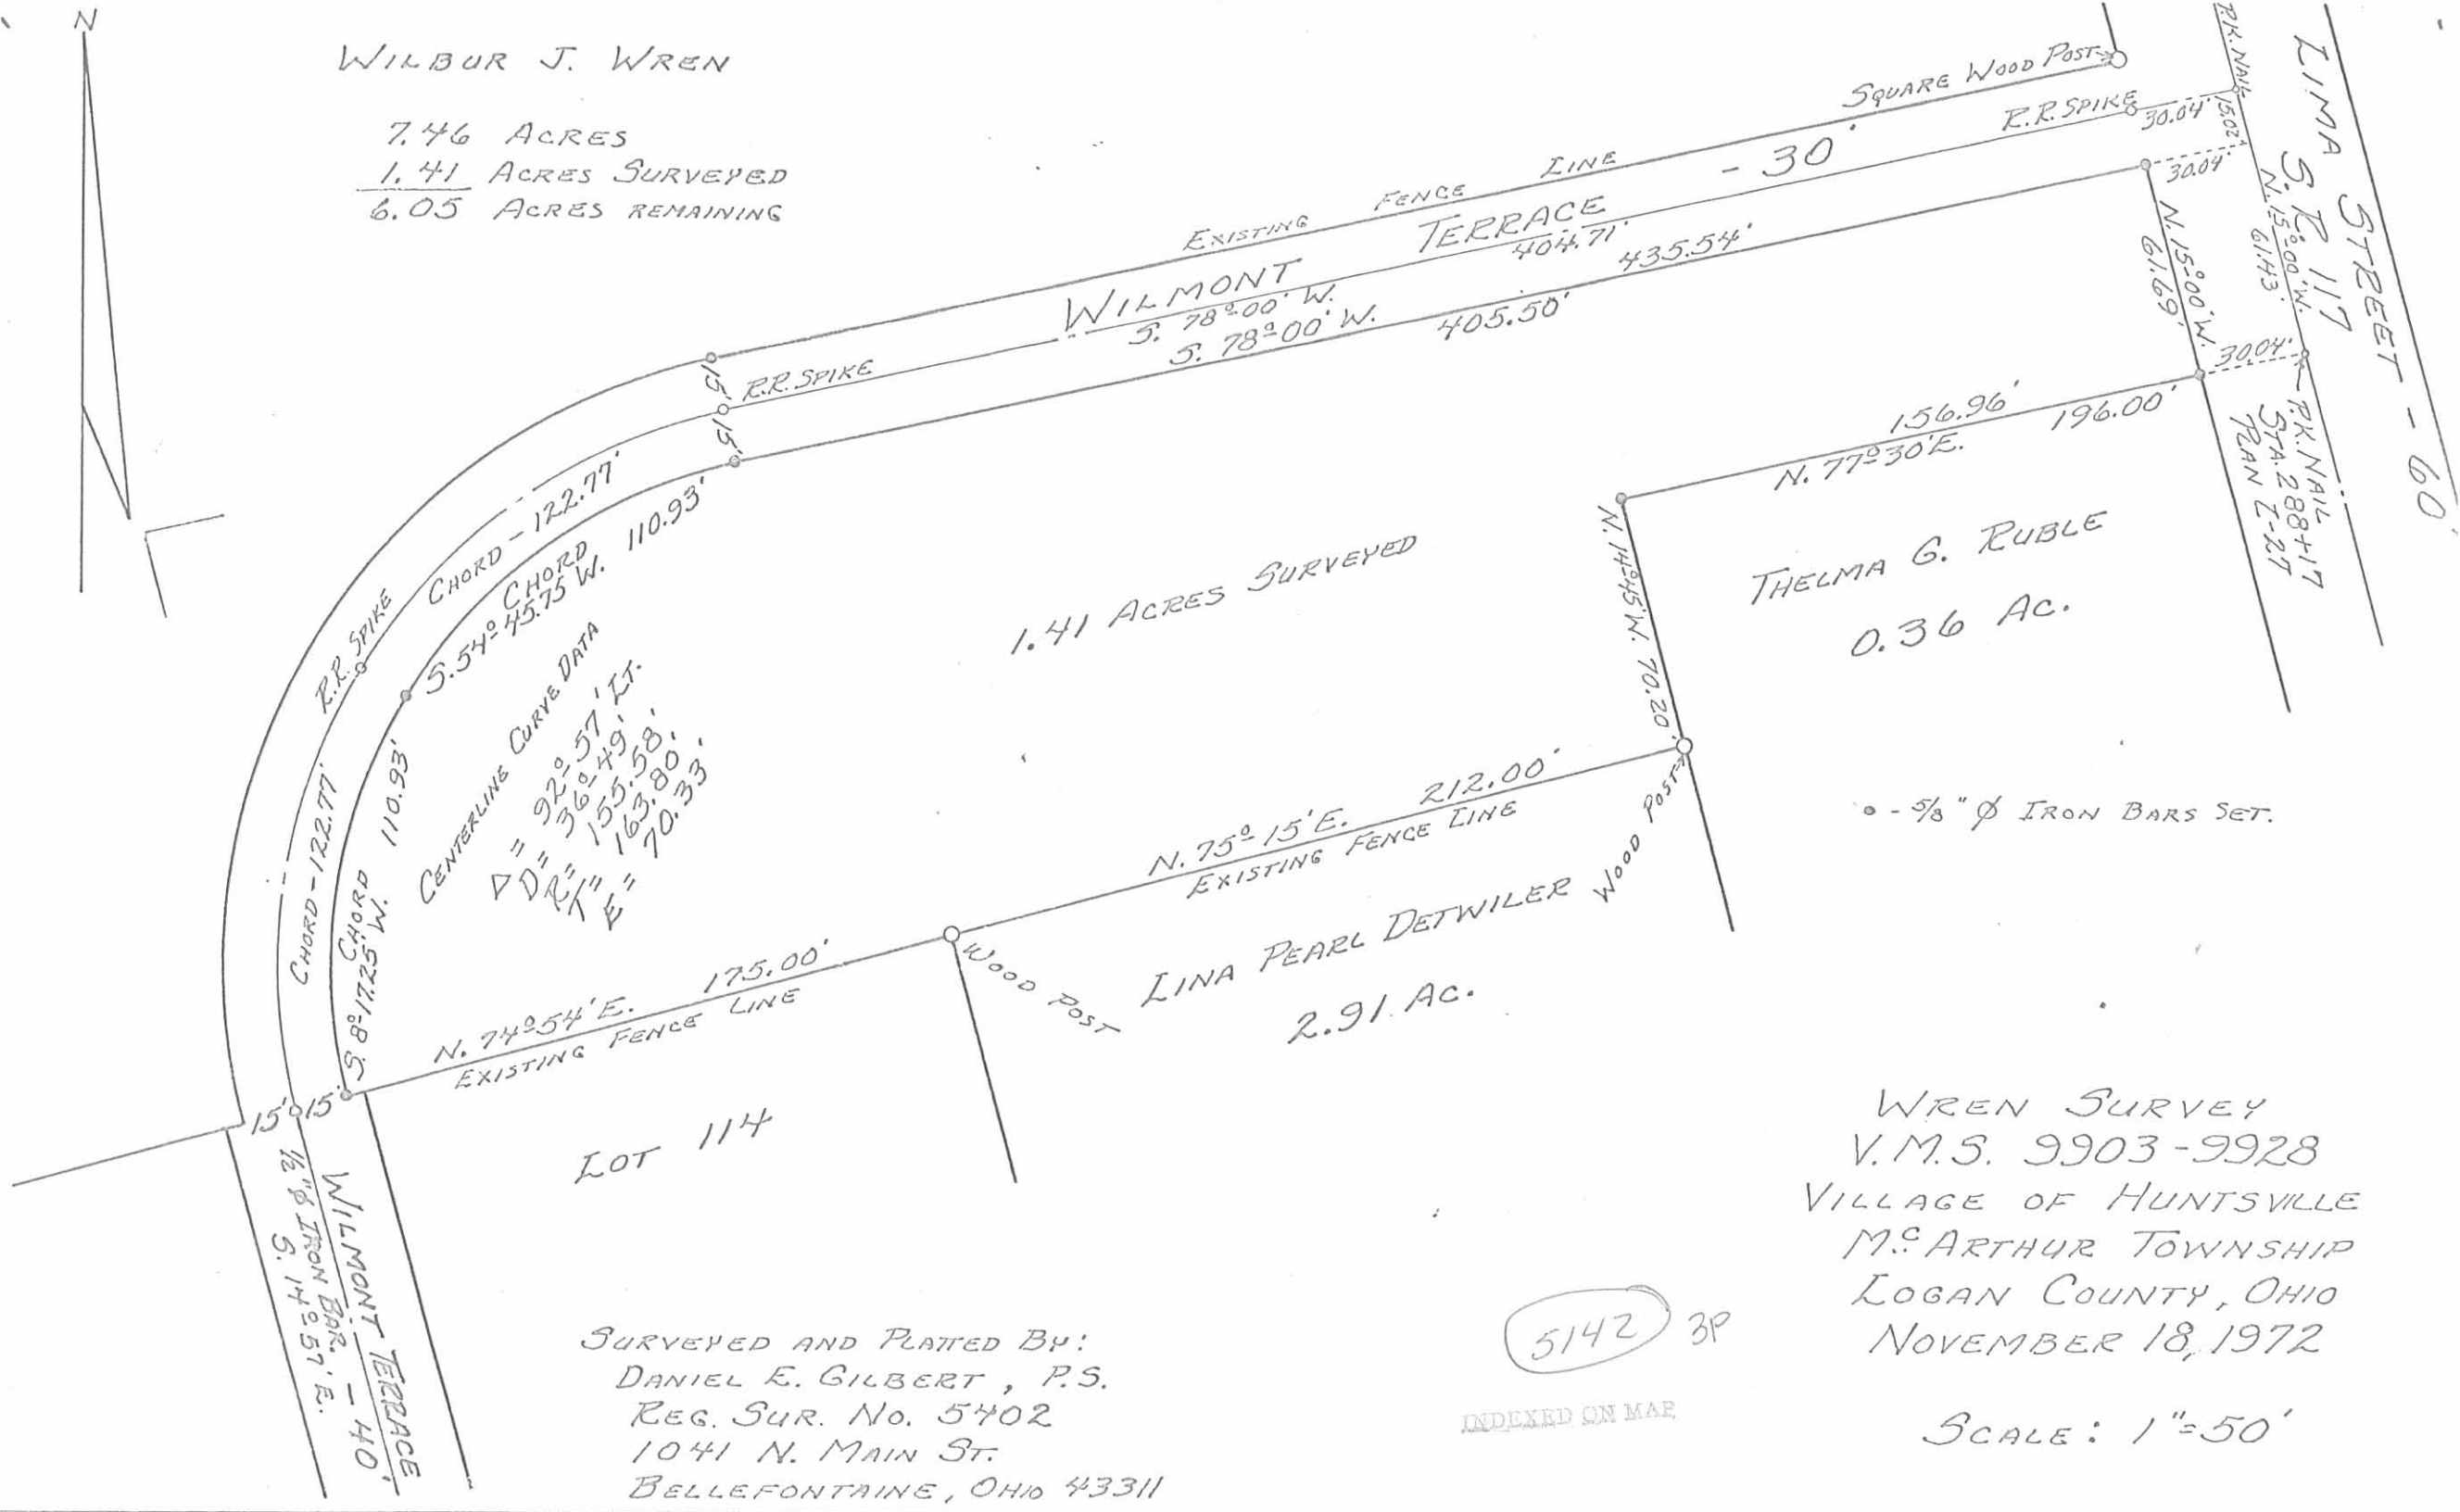 N
WILBUR J. WREN
7.46 ACRES
1.41 ACRES SURVEYED
6.05 ACRES REMAINING
SQUARE WOOD POST
EXISTING FENCE LINE
R.R. SPIKE
30.04'
P.K. NAIL
15.02'
30.04'
LIMA STREET - 60'
S.R. 117
N. 15°00' W.
61.43'
N. 15°00' W.
61.69'
30.04'
P.K. NAIL
STA. 288+17
PLAN L-27
WILMONT TERRACE - 30'
S. 78°00' W. 404.71'
435.54'
S. 78°00' W. 405.50'
15'
R.R. SPIKE
15'
CHORD - 122.77'
CHORD
S. 54°45.75' W. 110.93'
R.R. SPIKE
156.96'
N. 77°30' E. 196.00'
N. 14°45' W. 70.20'
THELMA G. RUBLE
0.36 AC.
1.41 ACRES SURVEYED
CENTERLINE CURVE DATA
Δ = 92°-57' LT.
D = 36°-49'
R = 155.58'
T = 163.80'
E = 70.33'
CHORD - 122.77'
CHORD 110.93'
S. 8°-17.25' W.
N. 75°-15' E. 212.00'
EXISTING FENCE LINE
WOOD POST
● - 5/8" ϕ IRON BARS SET.
N. 74°54' E. 175.00'
EXISTING FENCE LINE
WOOD POST
LINA PEARL DETWILER
2.91 AC.
15' 15'
LOT 114
WILMONT TERRACE - 40'
ϕ IRON BAR.
S. 14°57' E.
WREN SURVEY
V.M.S. 9903-9928
VILLAGE OF HUNTSVILLE
Mc ARTHUR TOWNSHIP
LOGAN COUNTY, OHIO
NOVEMBER 18, 1972
SCALE: 1"=50'
SURVEYED AND PLATTED BY:
DANIEL E. GILBERT, P.S.
REG. SUR. NO. 5402
1041 N. MAIN ST.
BELLEFONTAINE, OHIO 43311
5142 3P
INDEXED ON MAP